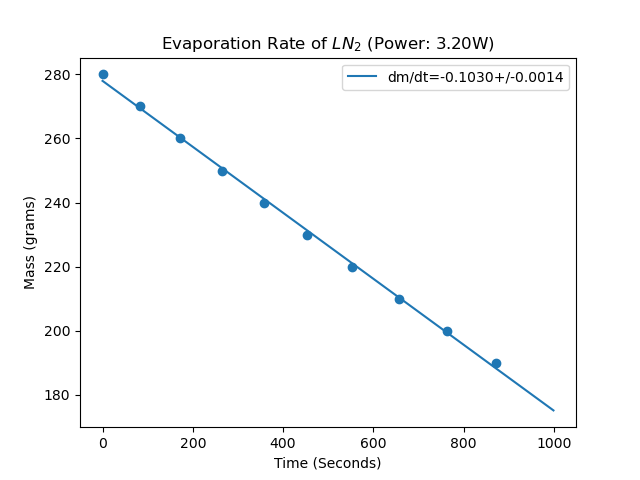 Evaporation Rate of LN₂ (Power: 3.20W)
dm/dt=-0.1030+/-0.0014
Mass (grams)
280
260
240
220
200
180
0 200 400 600 800 1000
Time (Seconds)